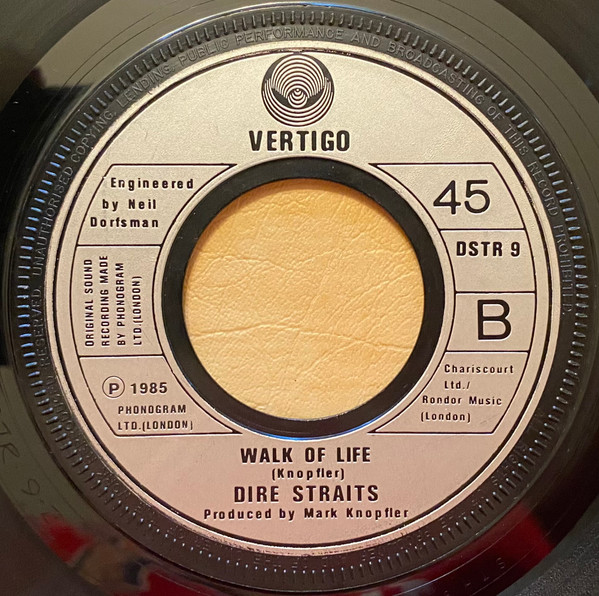 UNAUTHORISED COPYING, LENDING, PUBLIC PERFORMANCE AND BROADCASTING OF THIS RECORD PROHIBITED
VERTIGO
Engineered
by Neil
Dorfsman
45
DSTR 9
ORIGINAL SOUND
RECORDING MADE
BY PHONOGRAM
LTD.(LONDON)
B
Ⓟ 1985
PHONOGRAM
LTD.(LONDON)
Chariscourt
Ltd./
Rondor Music
(London)
WALK OF LIFE
(Knopfler)
DIRE STRAITS
Produced by Mark Knopfler